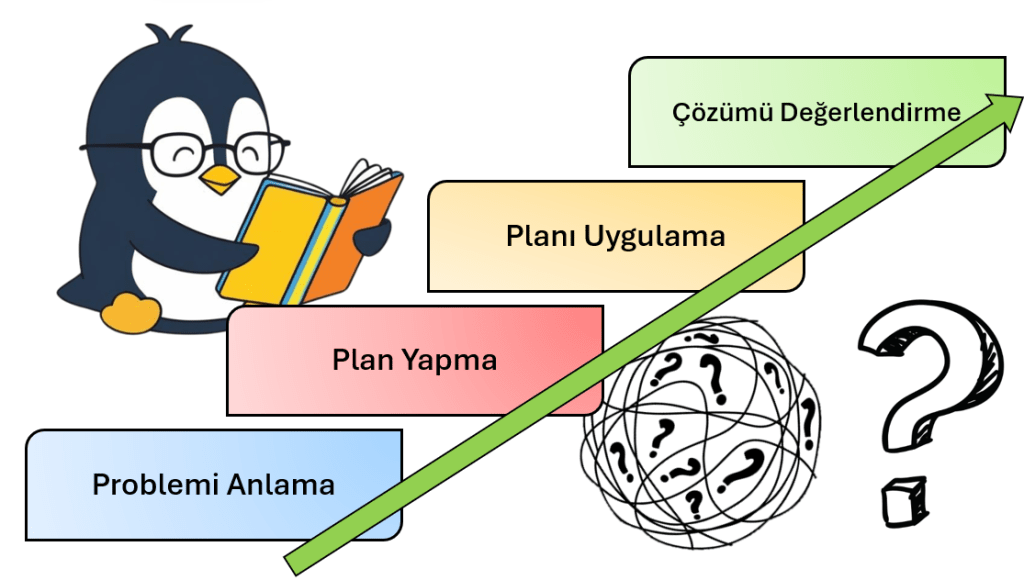 Çözümü Değerlendirme
Planı Uygulama
Plan Yapma
Problemi Anlama